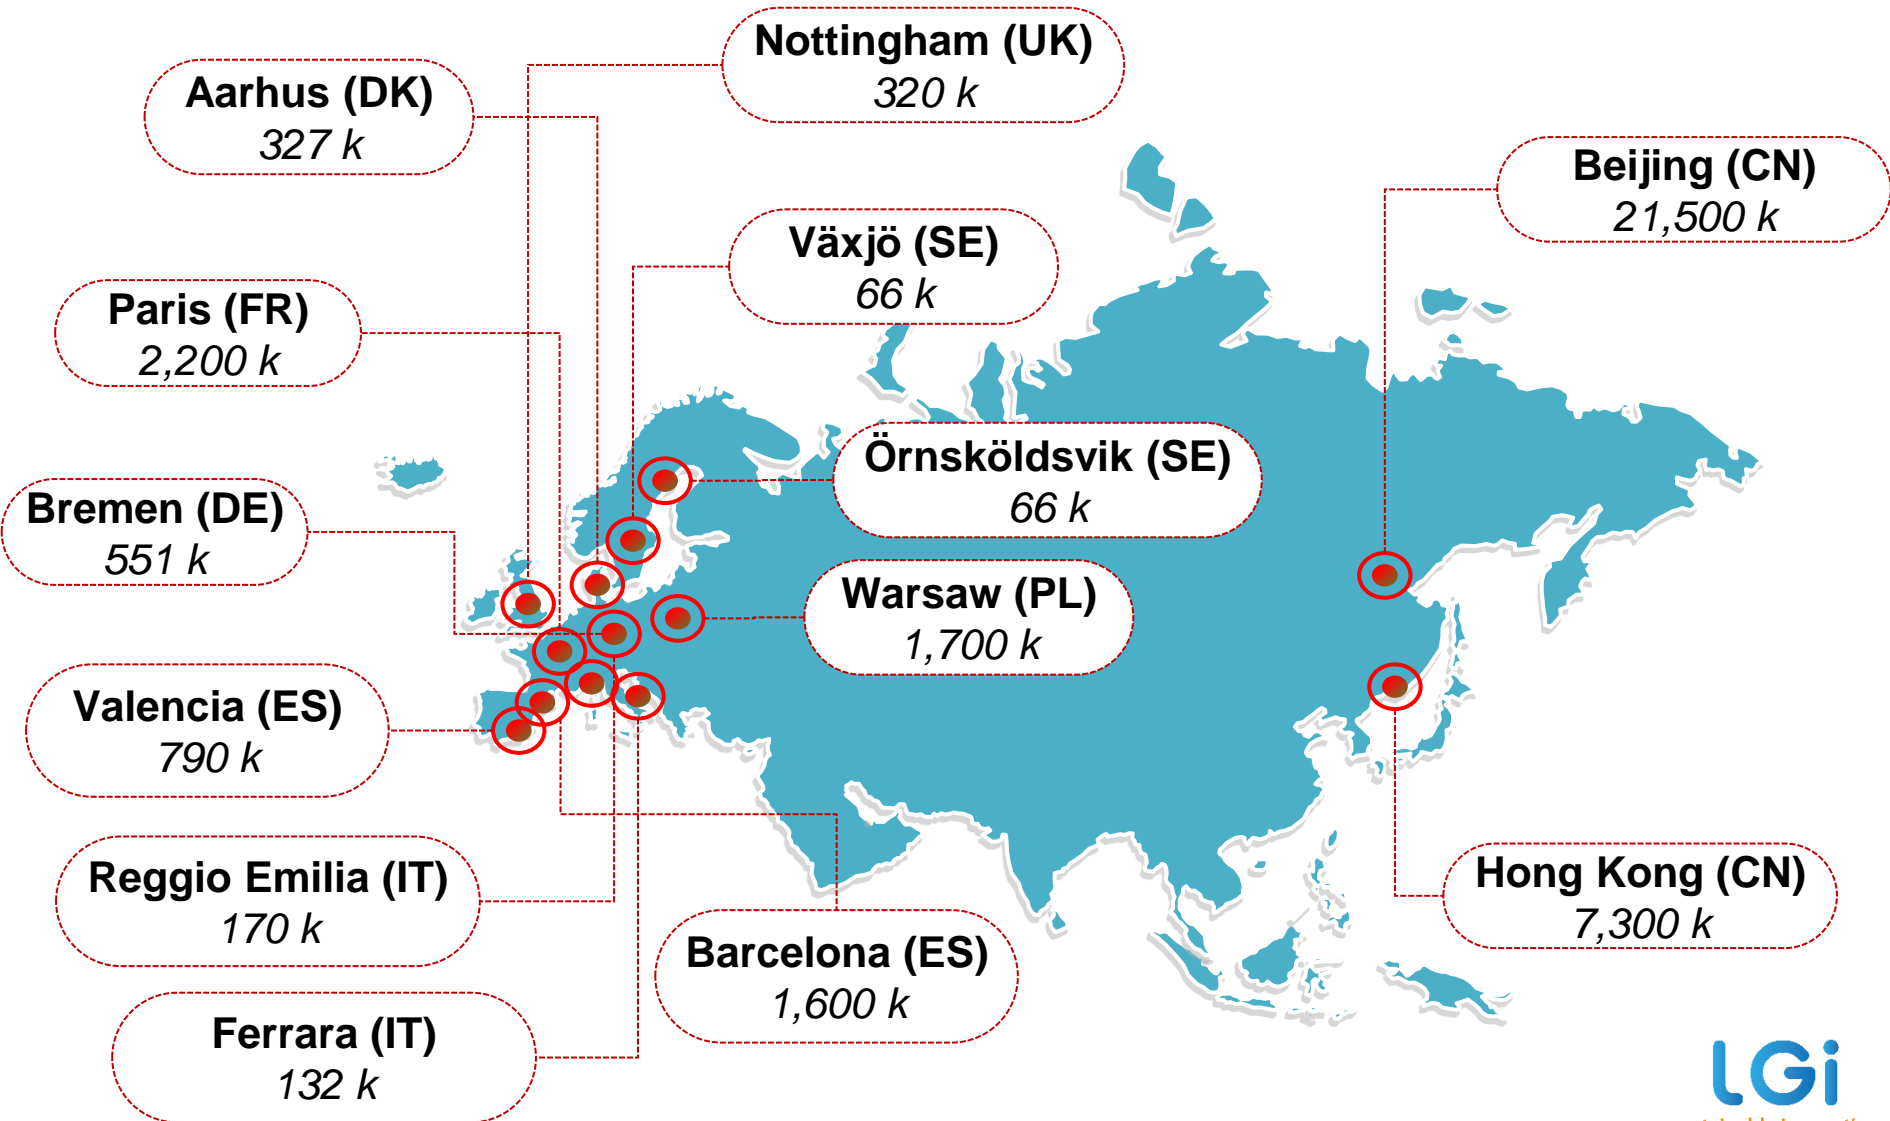 Nottingham (UK)
320 k
Aarhus (DK)
327 k
Beijing (CN)
21,500 k
Växjö (SE)
66 k
Paris (FR)
2,200 k
Örnsköldsvik (SE)
66 k
Bremen (DE)
551 k
Warsaw (PL)
1,700 k
Valencia (ES)
790 k
Reggio Emilia (IT)
170 k
Hong Kong (CN)
7,300 k
Barcelona (ES)
1,600 k
Ferrara (IT)
132 k
LGi